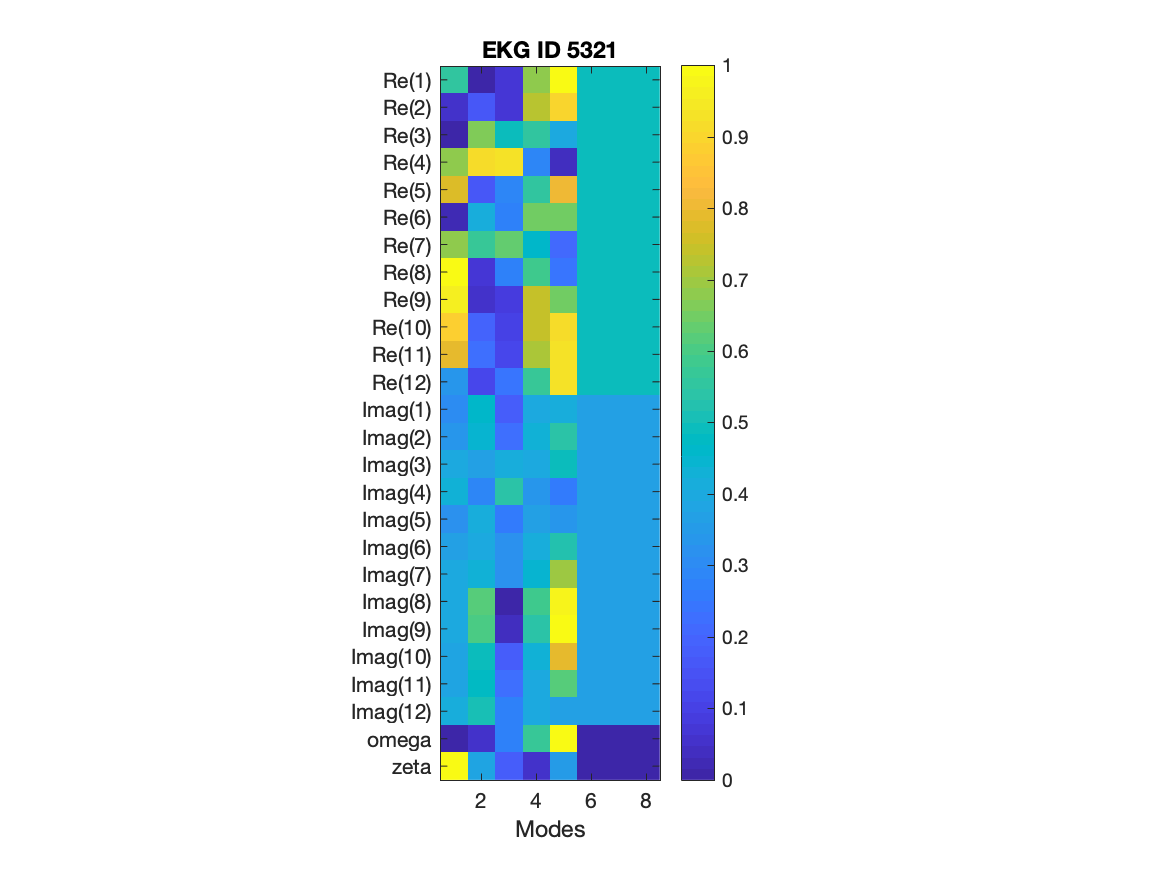 EKG ID 5321
Re(1)
Re(2)
Re(3)
Re(4)
Re(5)
Re(6)
Re(7)
Re(8)
Re(9)
Re(10)
Re(11)
Re(12)
Imag(1)
Imag(2)
Imag(3)
Imag(4)
Imag(5)
Imag(6)
Imag(7)
Imag(8)
Imag(9)
Imag(10)
Imag(11)
Imag(12)
omega
zeta
2 4 6 8
Modes
1
0.9
0.8
0.7
0.6
0.5
0.4
0.3
0.2
0.1
0